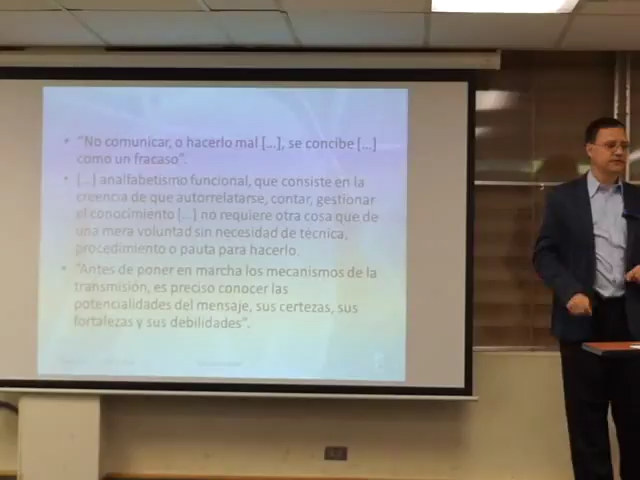 • "No comunicar, o hacerlo mal [...], se concibe [...]
como un fracaso".
• [...] analfabetismo funcional, que consiste en la
creencia de que autorrelatarse, contar, gestionar
el conocimiento [...] no requiere otra cosa que de
una mera voluntad sin necesidad de técnica,
procedimiento o pauta para hacerlo.
• "Antes de poner en marcha los mecanismos de la
transmisión, es preciso conocer las
potencialidades del mensaje, sus certezas, sus
fortalezas y sus debilidades".